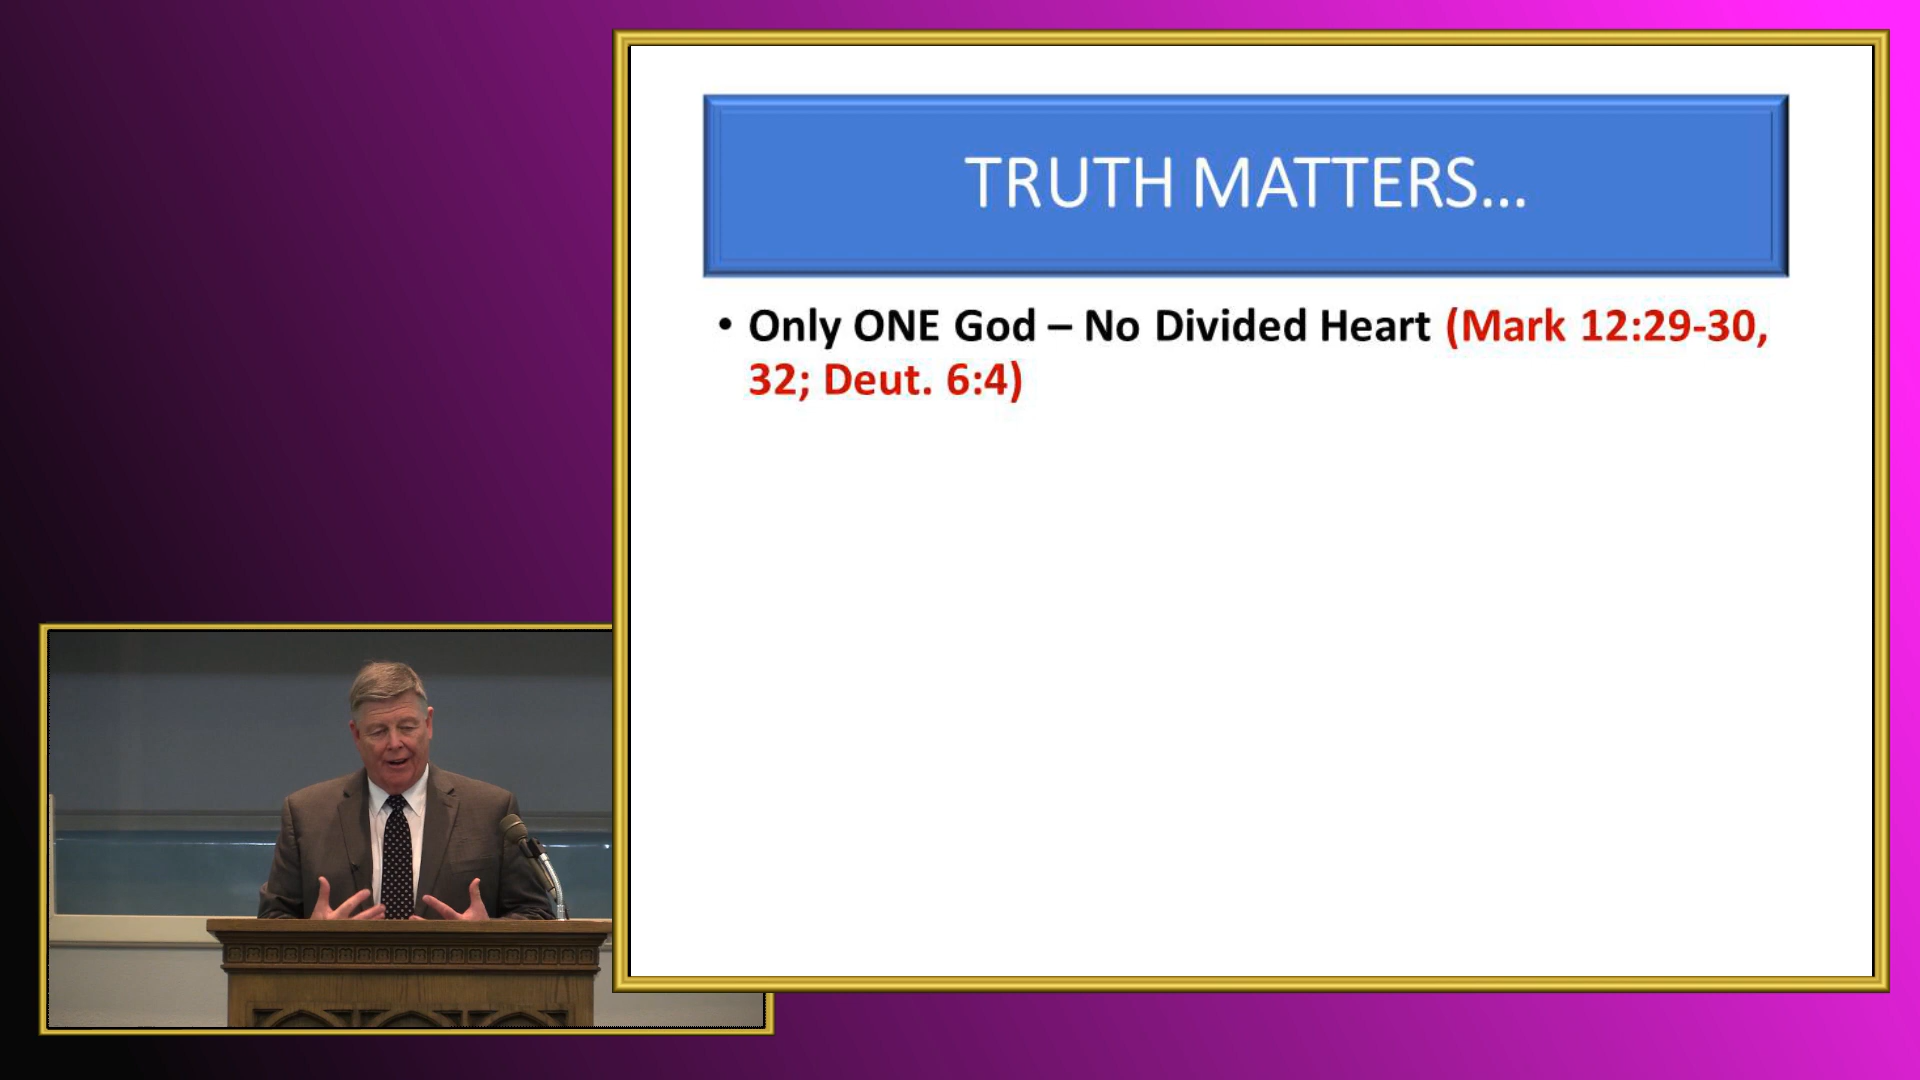 TRUTH MATTERS...
• Only ONE God – No Divided Heart (Mark 12:29-30,
32; Deut. 6:4)